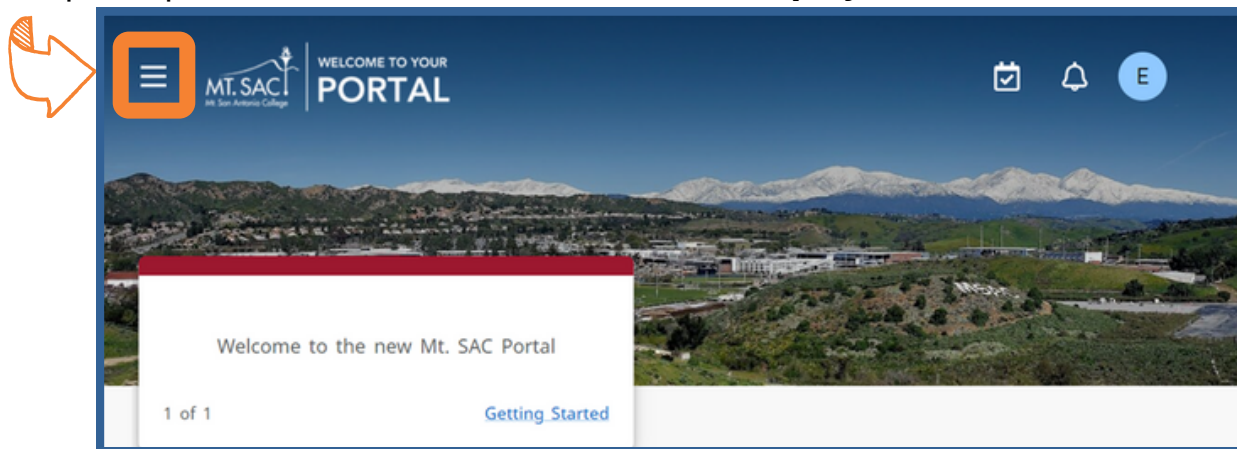 WELCOME TO YOUR
MT. SAC PORTAL
Mt. San Antonio College
E
Welcome to the new Mt. SAC Portal
1 of 1 Getting Started